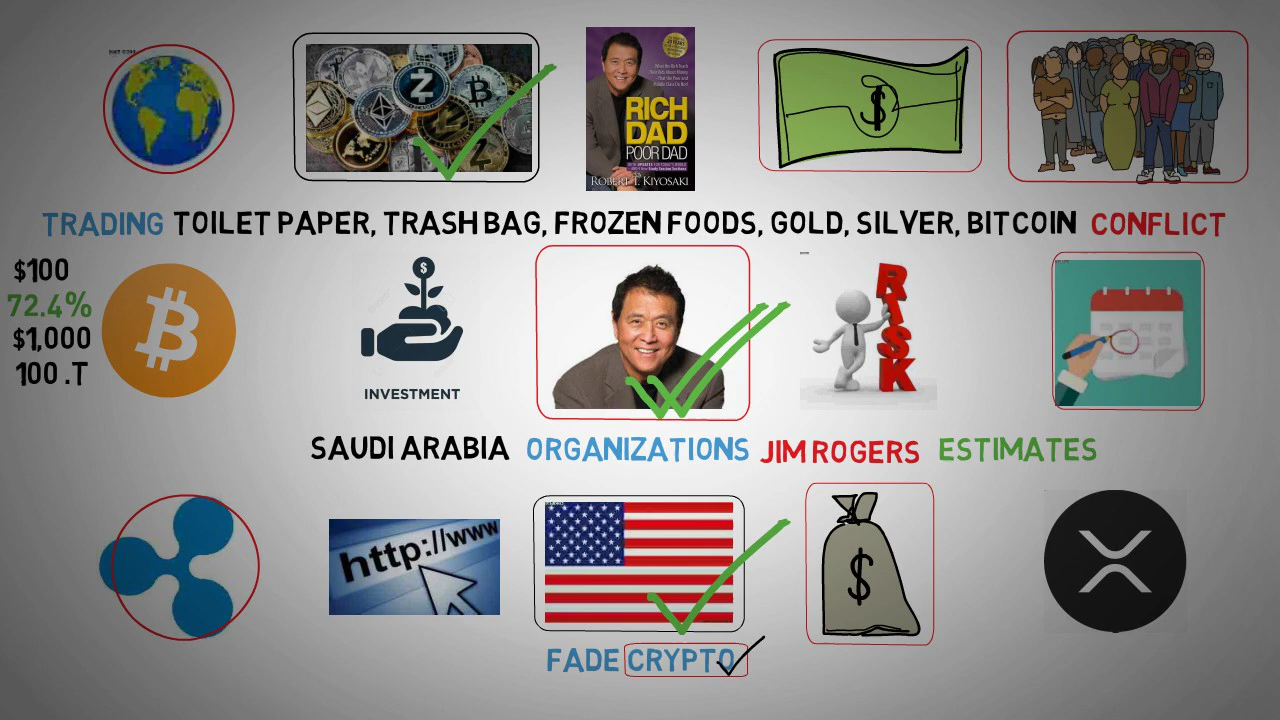 RICH
DAD
POOR DAD
ROBERT T. KIYOSAKI
$
TRADING TOILET PAPER, TRASH BAG, FROZEN FOODS, GOLD, SILVER, BITCOIN CONFLICT
$100
72.4%
$1,000
100 .T
$
INVESTMENT
RISK
SAUDI ARABIA ORGANIZATIONS JIM ROGERS ESTIMATES
http://www
$
FADE CRYPTO